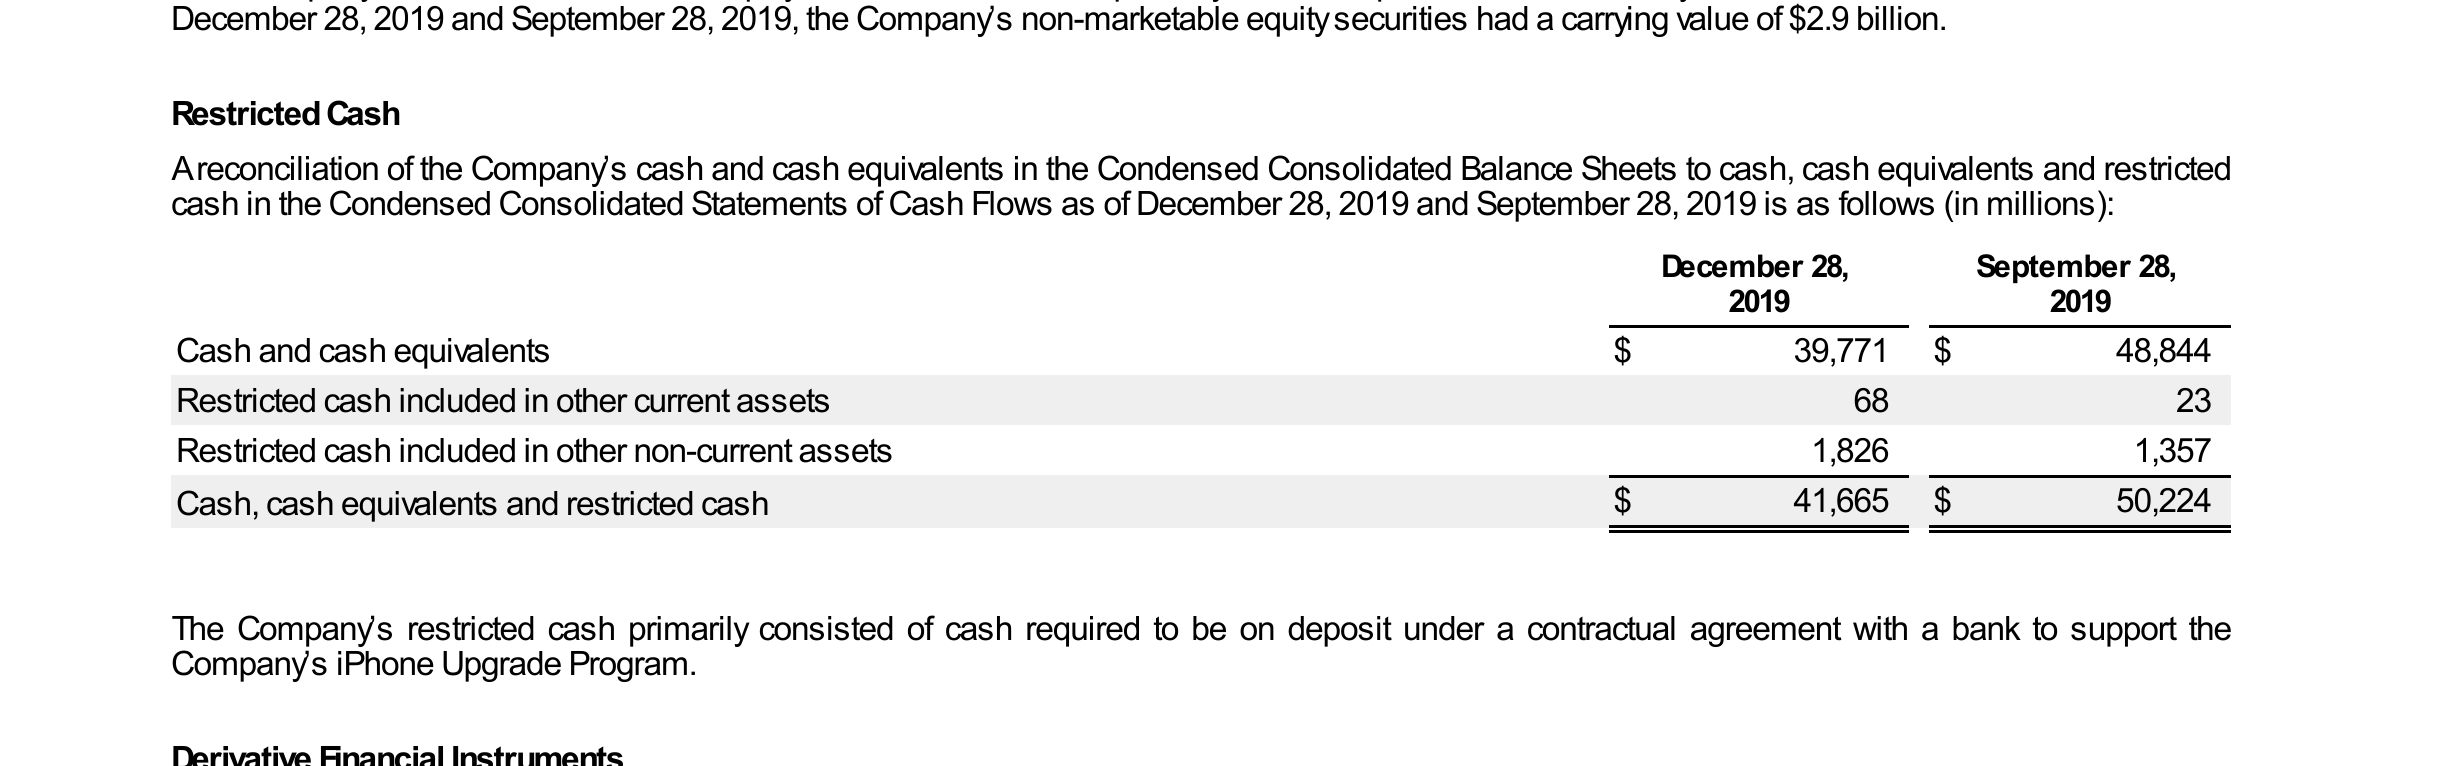 December 28, 2019 and September 28, 2019, the Company's non-marketable equity securities had a carrying value of $2.9 billion.
Restricted Cash
A reconciliation of the Company's cash and cash equivalents in the Condensed Consolidated Balance Sheets to cash, cash equivalents and restricted
cash in the Condensed Consolidated Statements of Cash Flows as of December 28, 2019 and September 28, 2019 is as follows (in millions):
December 28, September 28,
2019 2019
Cash and cash equivalents $ 39,771 $ 48,844
Restricted cash included in other current assets 68 23
Restricted cash included in other non-current assets 1,826 1,357
Cash, cash equivalents and restricted cash $ 41,665 $ 50,224
The Company's restricted cash primarily consisted of cash required to be on deposit under a contractual agreement with a bank to support the
Company's iPhone Upgrade Program.
Derivative Financial Instruments